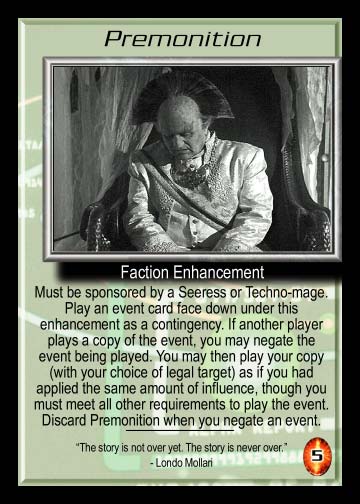 Premonition
Faction Enhancement
Must be sponsored by a Seeress or Techno-mage.
Play an event card face down under this
enhancement as a contingency. If another player
plays a copy of the event, you may negate the
event being played. You may then play your copy
(with your choice of legal target) as if you had
applied the same amount of influence, though you
must meet all other requirements to play the event.
Discard Premonition when you negate an event.
"The story is not over yet. The story is never over."
- Londo Mollari
5